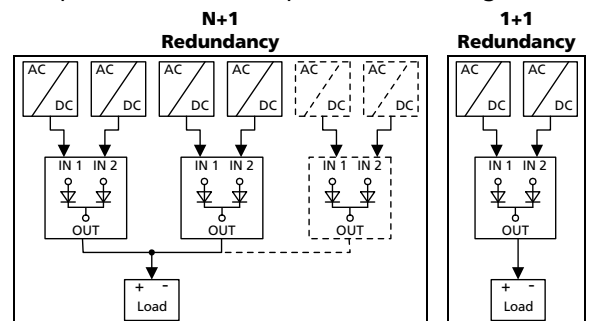 N+1
Redundancy
1+1
Redundancy
AC DC AC DC AC DC AC DC AC DC AC DC AC DC AC DC
IN 1 IN 2 IN 1 IN 2 IN 1 IN 2 IN 1 IN 2
OUT OUT OUT OUT
+ - + -
Load Load